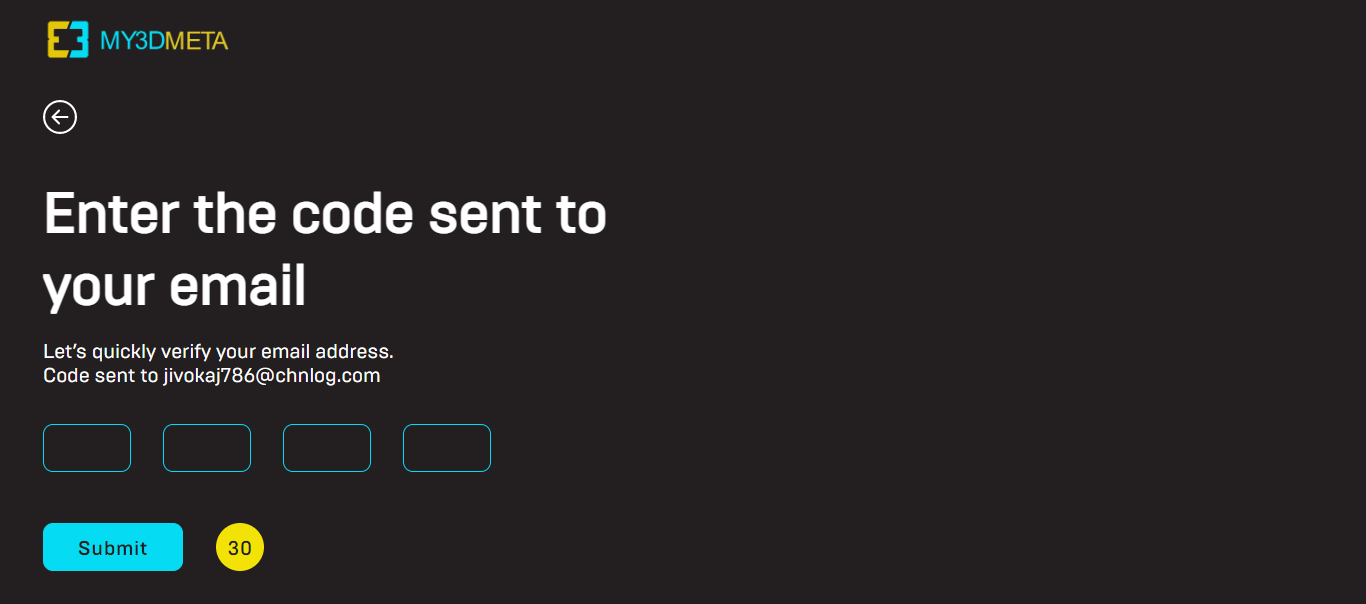 MY3DMETA
Enter the code sent to
your email
Let’s quickly verify your email address.
Code sent to jivokaj786@chnlog.com
Submit
30